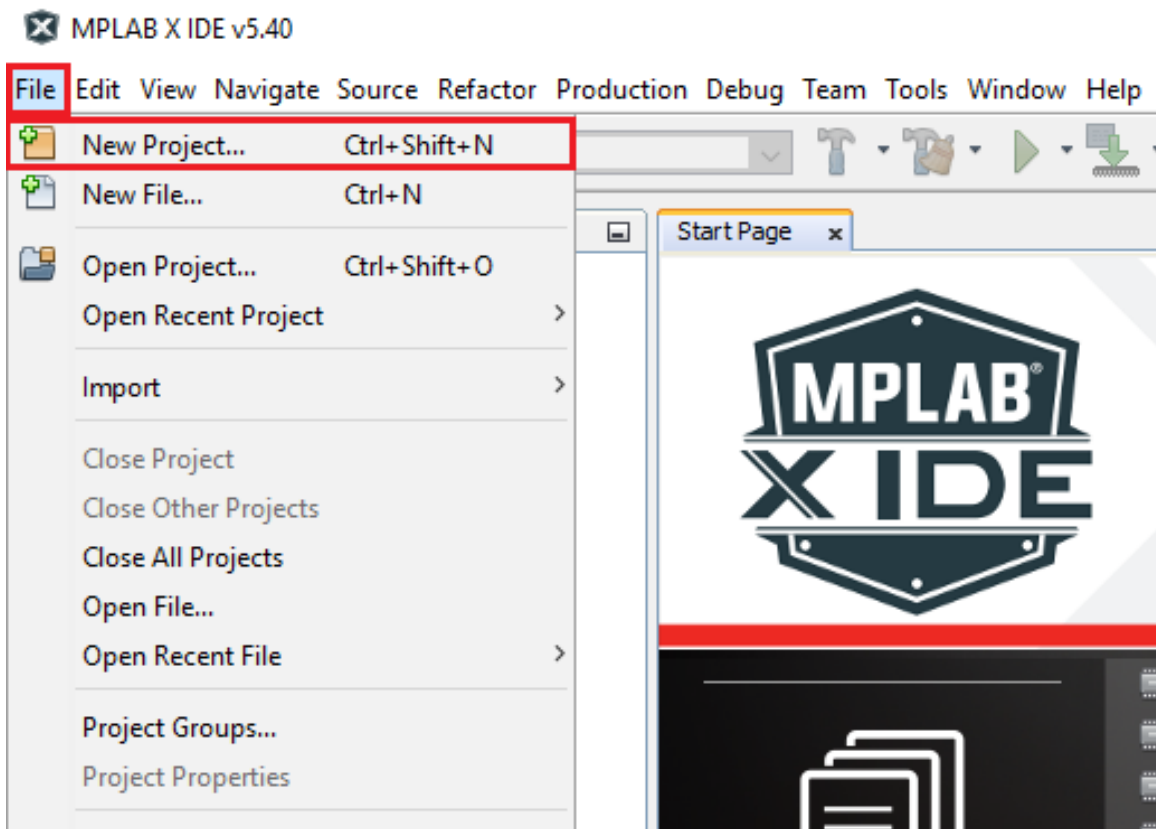 MPLAB X IDE v5.40
File Edit View Navigate Source Refactor Production Debug Team Tools Window Help
New Project... Ctrl+Shift+N
New File... Ctrl+N
Open Project... Ctrl+Shift+O
Open Recent Project
Import
Close Project
Close Other Projects
Close All Projects
Open File...
Open Recent File
Project Groups...
Project Properties
Start Page
MPLAB®
X IDE